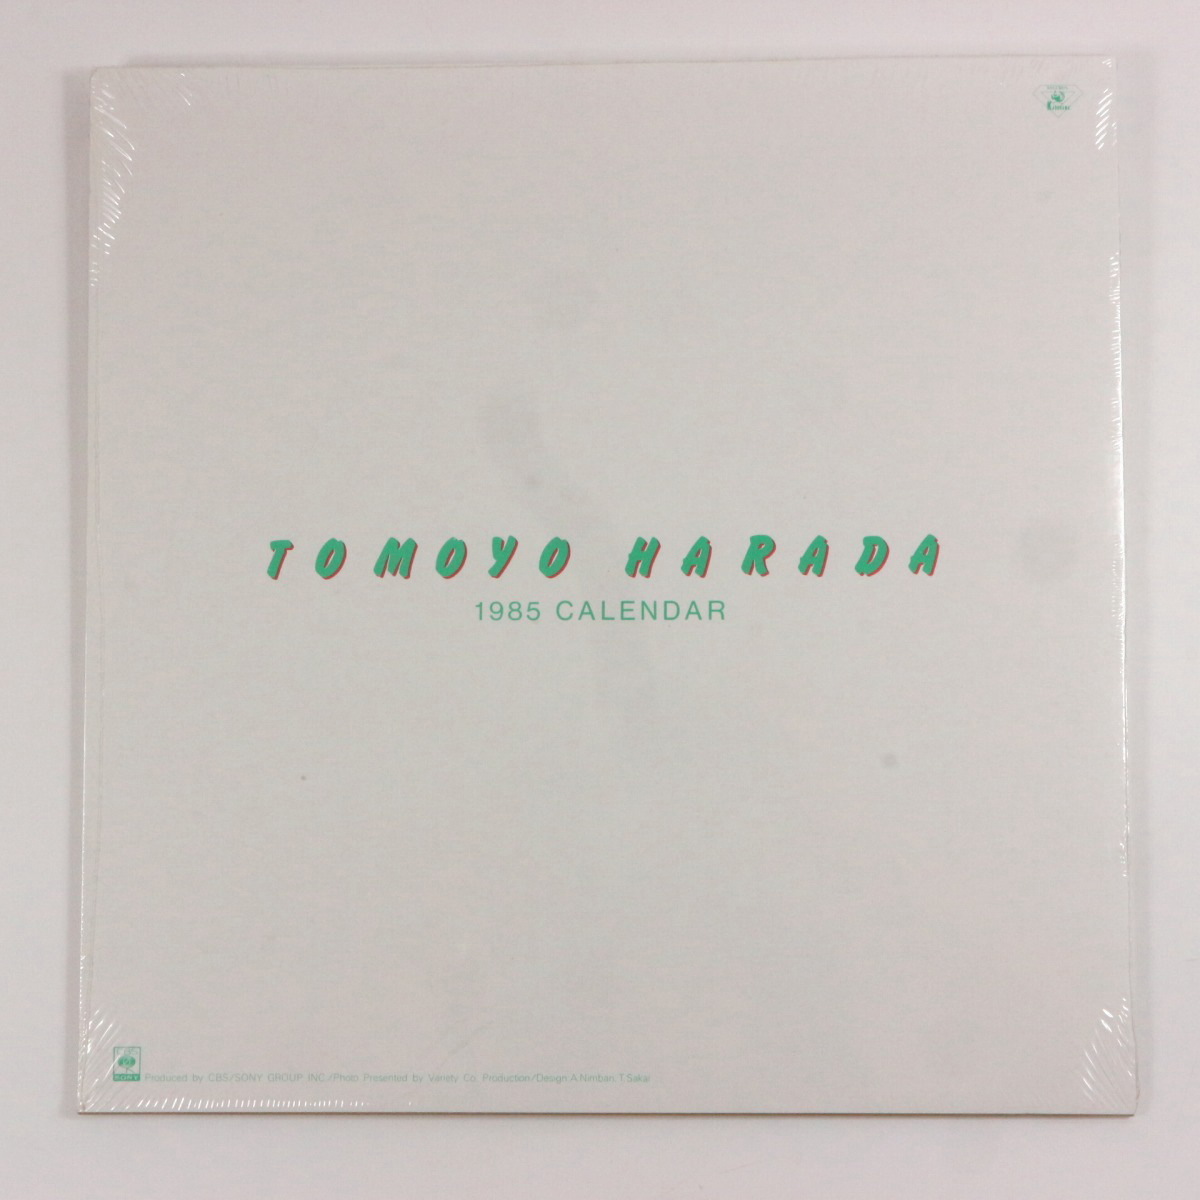 TOMOYO HARADA
1985 CALENDAR
SONY
Produced by CBS/SONY GROUP INC./Photo Presented by Variety Co. Production/Design A.Nimban, T.Sakai